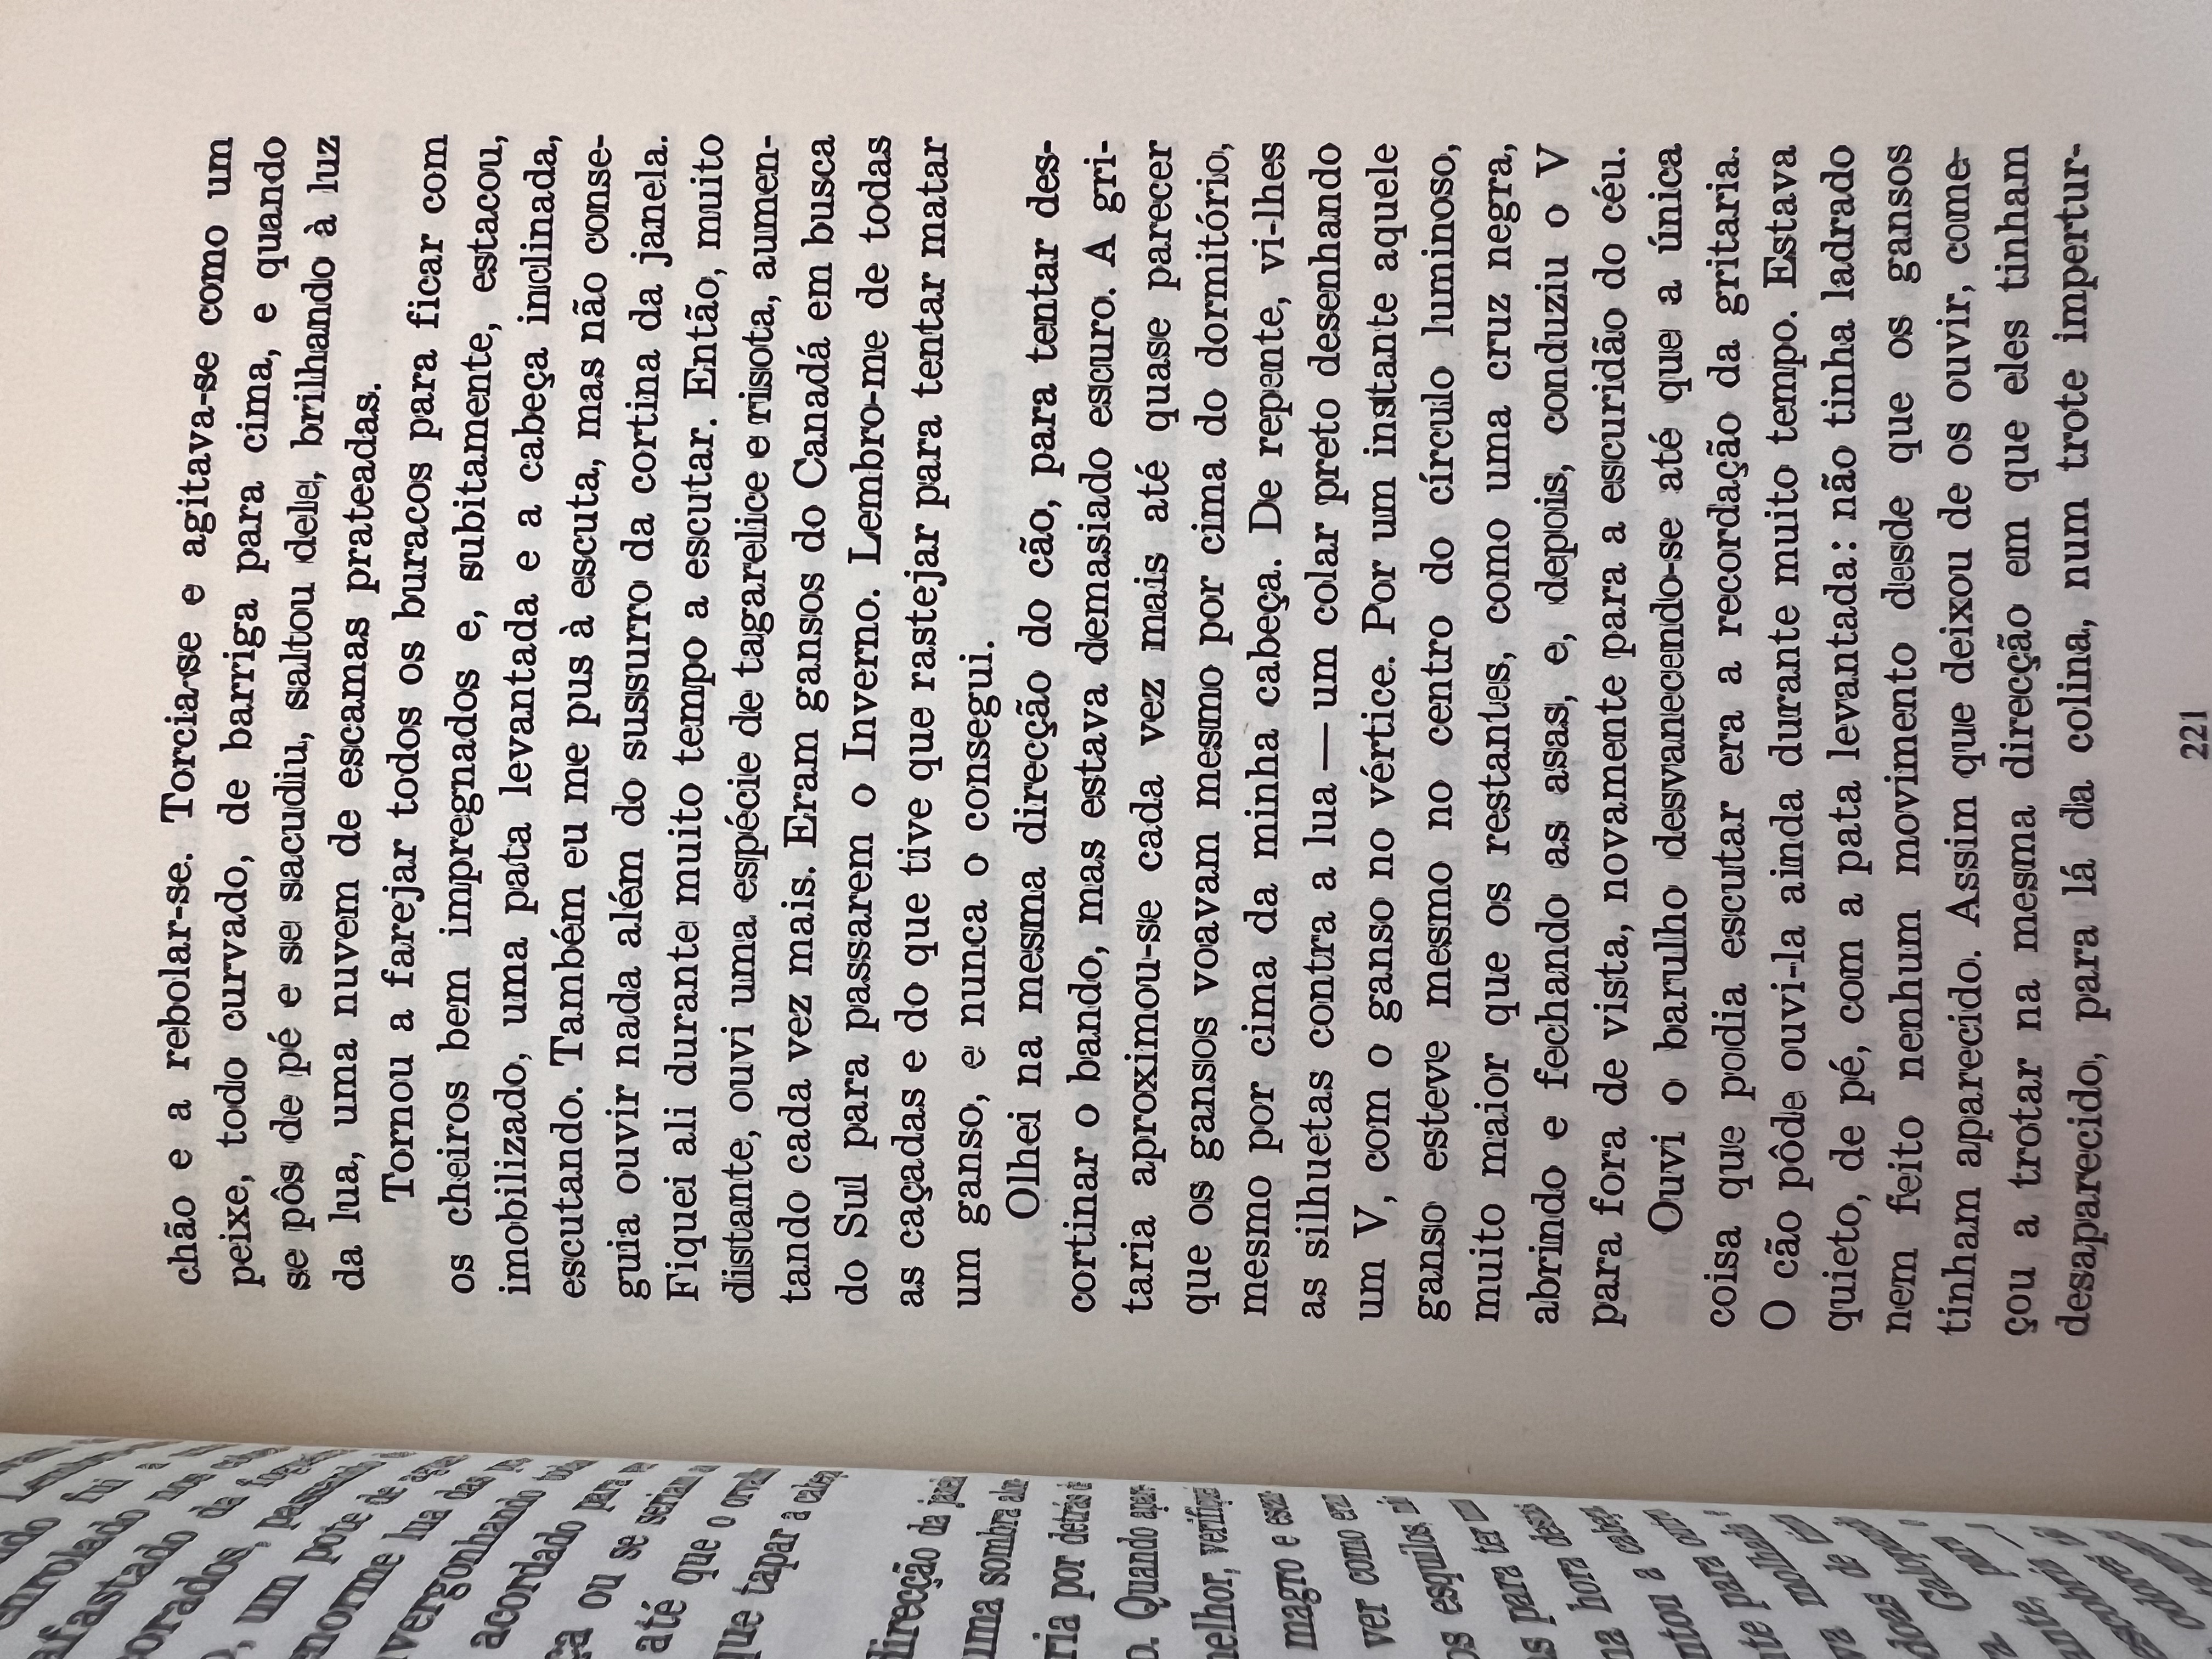 chão e a rebolar-se. Torcia-se e agitava-se como um
peixe, todo curvado, de barriga para cima, e quando
se pôs de pé e se sacudiu, saltou dele, brilhando à luz
da lua, uma nuvem de escamas prateadas.
Tornou a farejar todos os buracos para ficar com
os cheiros bem impregnados e, subitamente, estacou,
imobilizado, uma pata levantada e a cabeça inclinada,
escutando. Também eu me pus à escuta, mas não conse-
guia ouvir nada além do sussurro da cortina da janela.
Fiquei ali durante muito tempo a escutar. Então, muito
distante, ouvi uma espécie de tagarelice e risota, aumen-
tando cada vez mais. Eram gansos do Canadá em busca
do Sul para passarem o Inverno. Lembro-me de todas
as caçadas e do que tive que rastejar para tentar matar
um ganso, e nunca o consegui.
Olhei na mesma direcção do cão, para tentar des-
cortinar o bando, mas estava demasiado escuro. A gri-
taria aproximou-se cada vez mais até quase parecer
que os gansos voavam mesmo por cima do dormitório,
mesmo por cima da minha cabeça. De repente, vi-lhes
as silhuetas contra a lua — um colar preto desenhando
um V, com o ganso no vértice. Por um instante aquele
ganso esteve mesmo no centro do círculo luminoso,
muito maior que os restantes, como uma cruz negra,
abrindo e fechando as asas, e, depois, conduziu o V
para fora de vista, novamente para a escuridão do céu.
Ouvi o barulho desvanecendo-se até que a única
coisa que podia escutar era a recordação da gritaria.
O cão pôde ouvi-la ainda durante muito tempo. Estava
quieto, de pé, com a pata levantada: não tinha ladrado
nem feito nenhum movimento desde que os gansos
tinham aparecido. Assim que deixou de os ouvir, come-
çou a trotar na mesma direcção em que eles tinham
desaparecido, para lá da colina, num trote impertur-
221